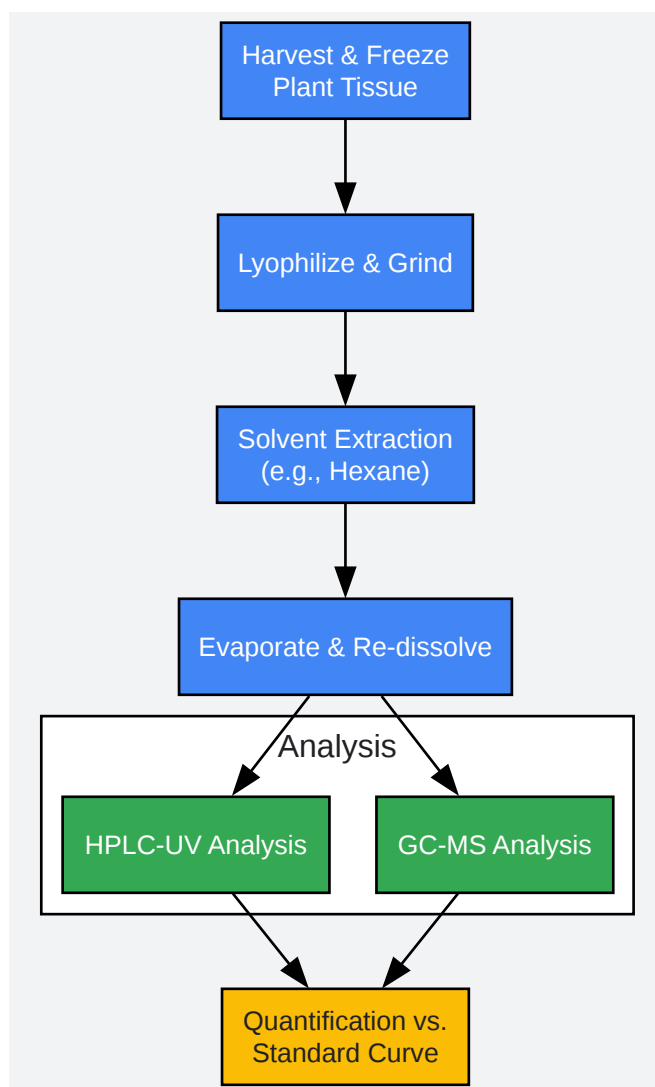 Harvest & Freeze
Plant Tissue
Lyophilize & Grind
Solvent Extraction
(e.g., Hexane)
Evaporate & Re-dissolve
Analysis
HPLC-UV Analysis
GC-MS Analysis
Quantification vs.
Standard Curve